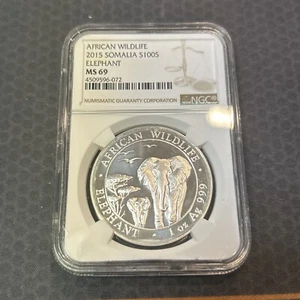 AFRICAN WILDLIFE
2015 SOMALIA S100S
ELEPHANT
MS 69
4509596-072
NUMISMATIC GUARANTY CORPORATION
NGC
AFRICAN WILDLIFE
ELEPHANT
1 oz Ag 999